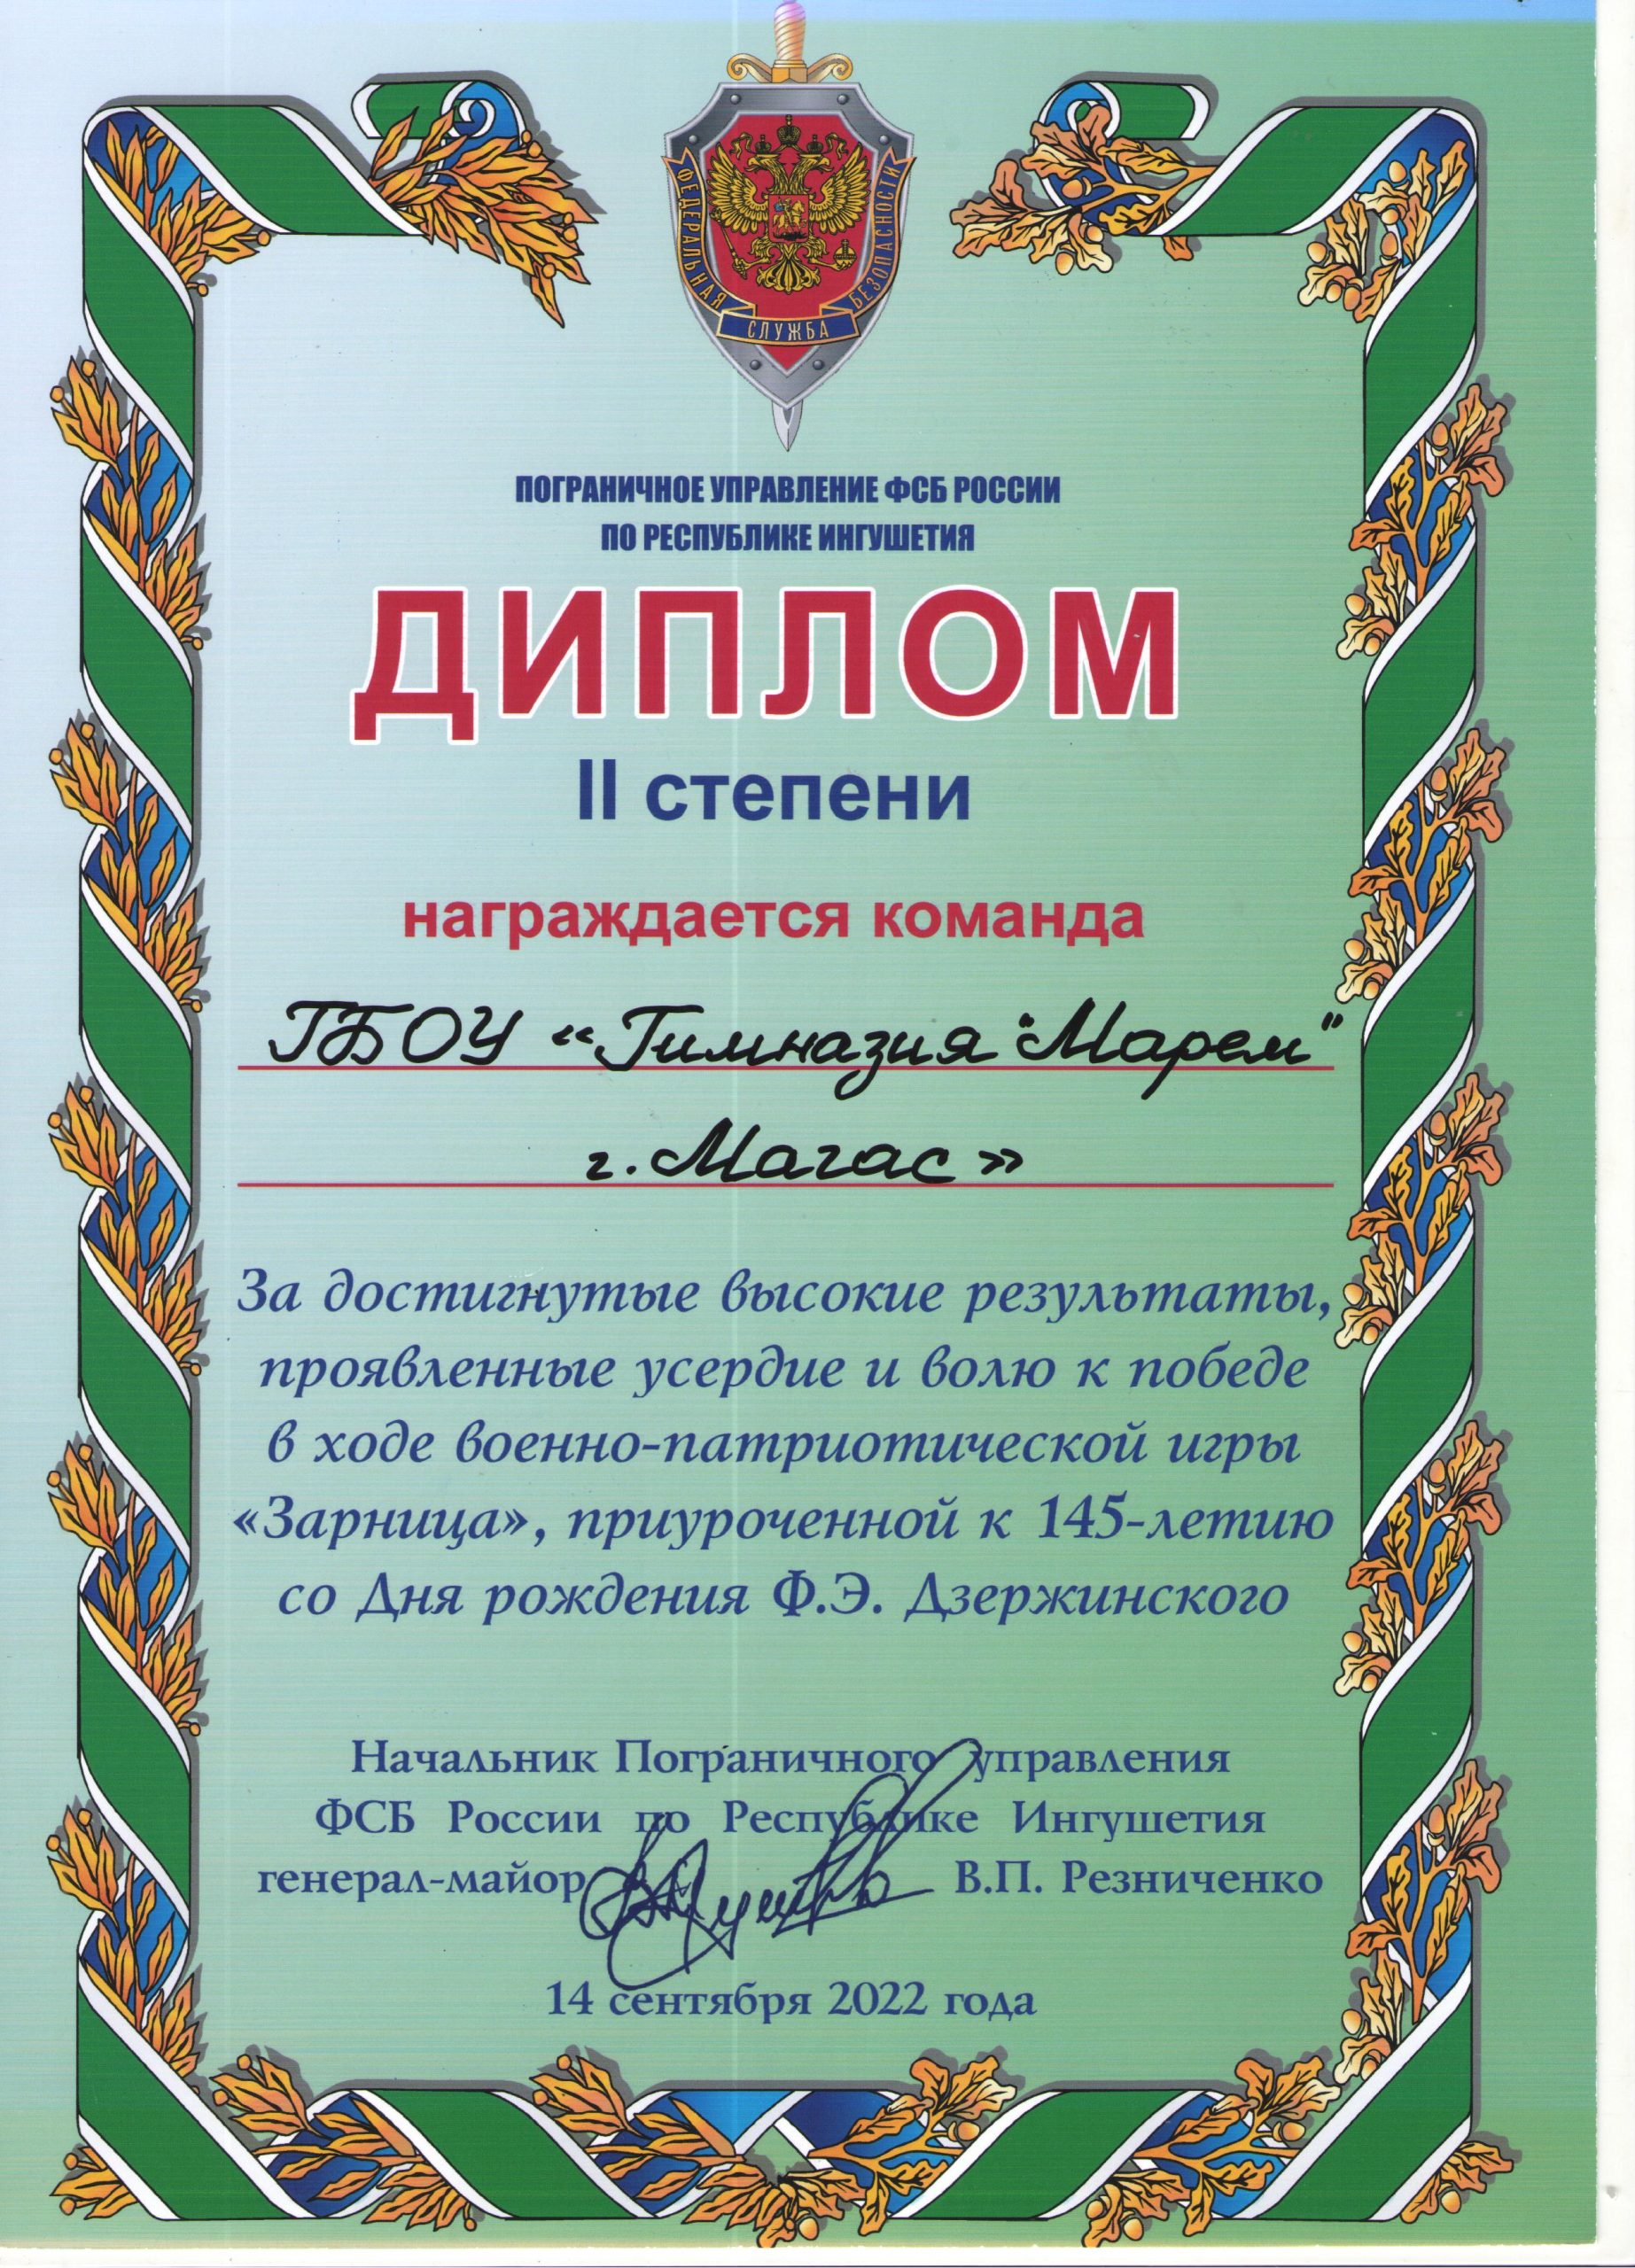 ФЕДЕРАЛЬНАЯ
СЛУЖБА
БЕЗОПАСНОСТИ
ПОГРАНИЧНОЕ УПРАВЛЕНИЕ ФСБ РОССИИ
ПО РЕСПУБЛИКЕ ИНГУШЕТИЯ
ДИПЛОМ
II степени
награждается команда
ГБОУ «Гимназия "Марем"
г. Магас»
За достигнутые высокие результаты,
проявленные усердие и волю к победе
в ходе военно-патриотической игры
«Зарница», приуроченной к 145-летию
со Дня рождения Ф.Э. Дзержинского
Начальник Пограничного управления
ФСБ России по Республике Ингушетия
генерал-майор В.П. Резниченко
14 сентября 2022 года